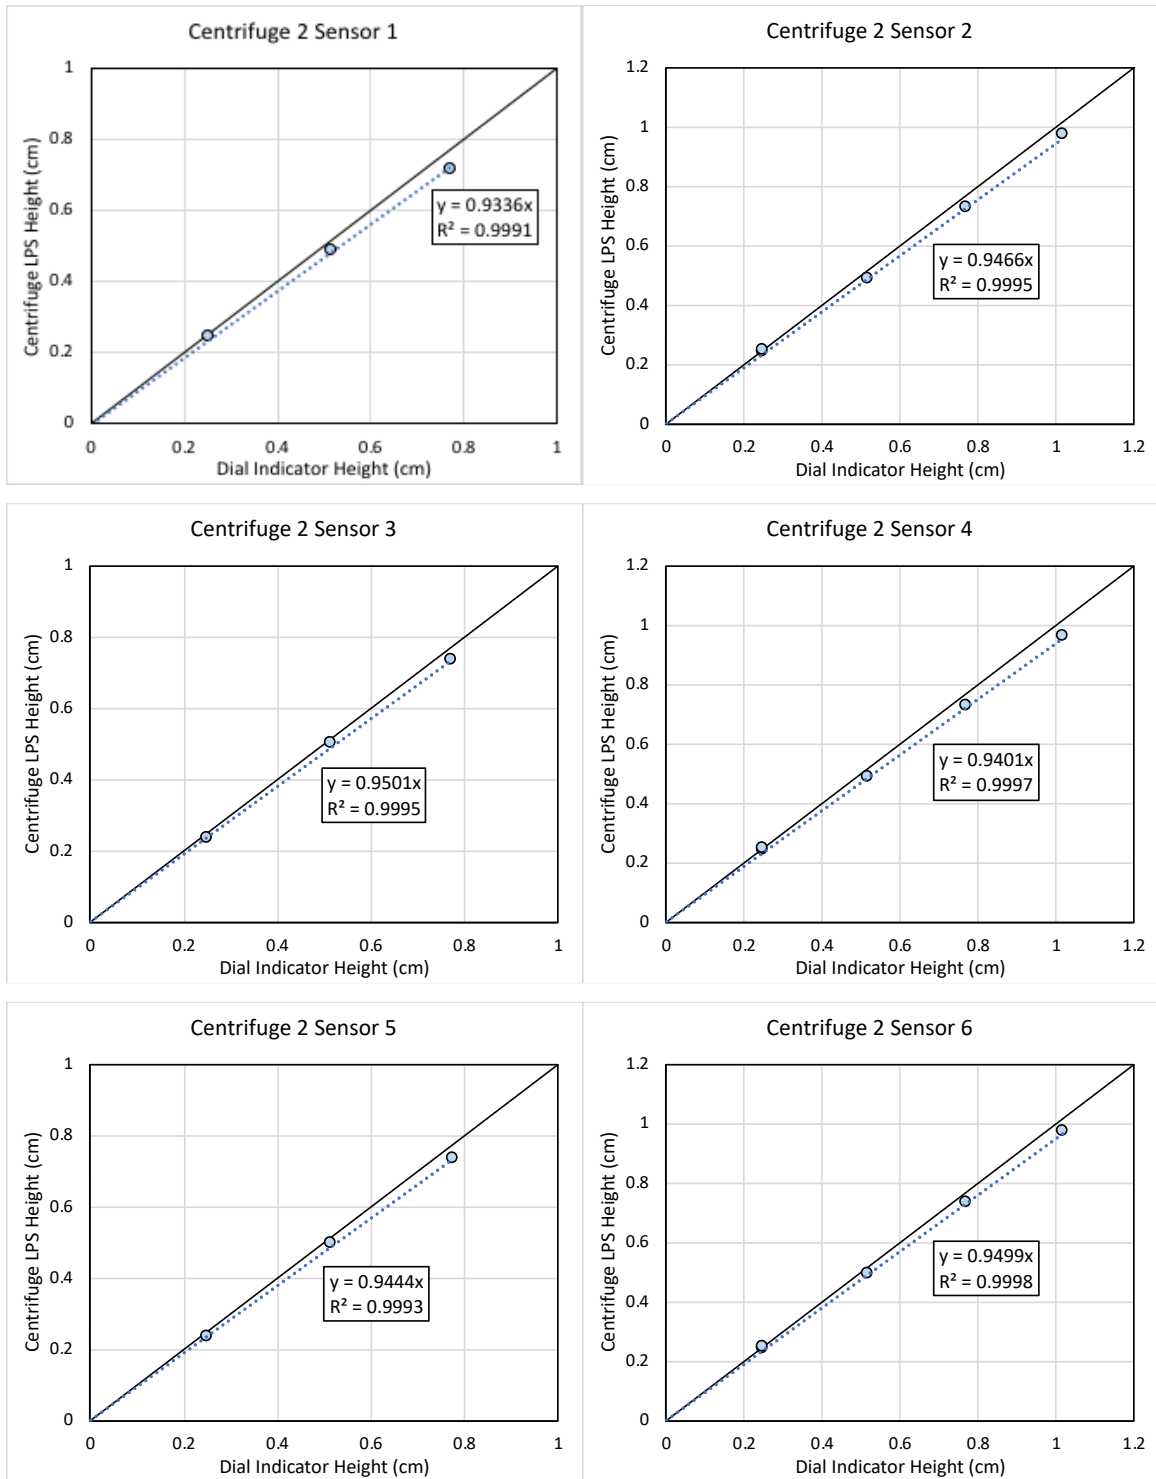 Centrifuge 2 Sensor 1
Centrifuge LPS Height (cm)
1
0.8
0.6
0.4
0.2
0
y = 0.9336x
R² = 0.9991
0 0.2 0.4 0.6 0.8 1
Dial Indicator Height (cm)
Centrifuge 2 Sensor 2
Centrifuge LPS Height (cm)
1.2
1
0.8
0.6
0.4
0.2
0
y = 0.9466x
R² = 0.9995
0 0.2 0.4 0.6 0.8 1 1.2
Dial Indicator Height (cm)
Centrifuge 2 Sensor 3
Centrifuge LPS Height (cm)
1
0.8
0.6
0.4
0.2
0
y = 0.9501x
R² = 0.9995
0 0.2 0.4 0.6 0.8 1
Dial Indicator Height (cm)
Centrifuge 2 Sensor 4
Centrifuge LPS Height (cm)
1.2
1
0.8
0.6
0.4
0.2
0
y = 0.9401x
R² = 0.9997
0 0.2 0.4 0.6 0.8 1 1.2
Dial Indicator Height (cm)
Centrifuge 2 Sensor 5
Centrifuge LPS Height (cm)
1
0.8
0.6
0.4
0.2
0
y = 0.9444x
R² = 0.9993
0 0.2 0.4 0.6 0.8 1
Dial Indicator Height (cm)
Centrifuge 2 Sensor 6
Centrifuge LPS Height (cm)
1.2
1
0.8
0.6
0.4
0.2
0
y = 0.9499x
R² = 0.9998
0 0.2 0.4 0.6 0.8 1 1.2
Dial Indicator Height (cm)